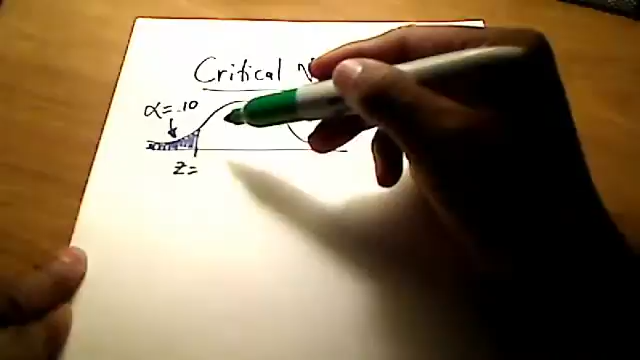 Critical
α = .10
z =